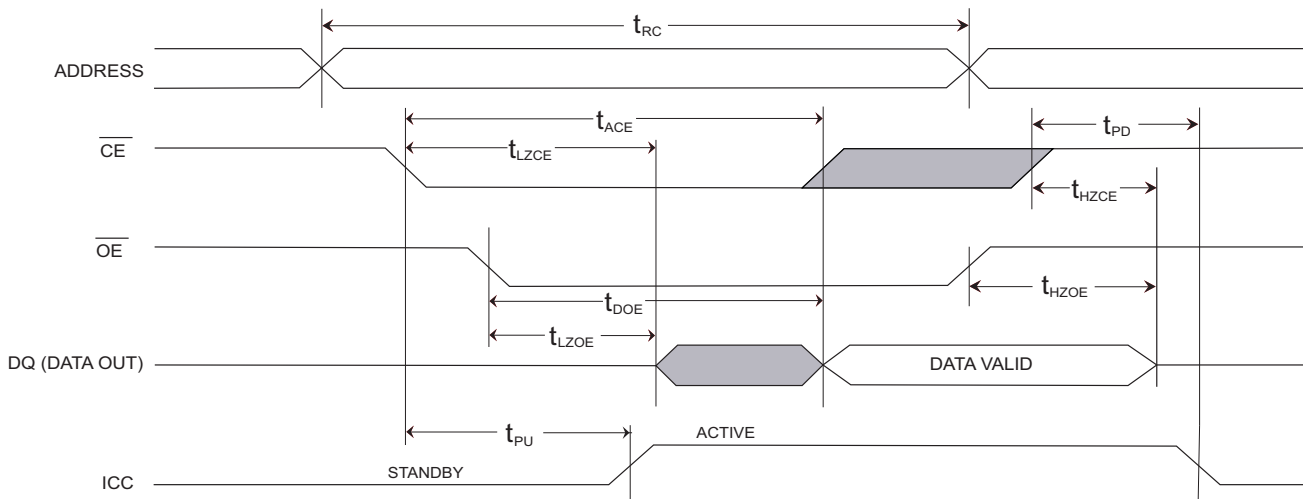 tRC
ADDRESS
tACE
tPD
CE
tLZCE
tHZCE
OE
tHZOE
tDOE
tLZOE
DQ (DATA OUT)
DATA VALID
tPU
ACTIVE
STANDBY
ICC